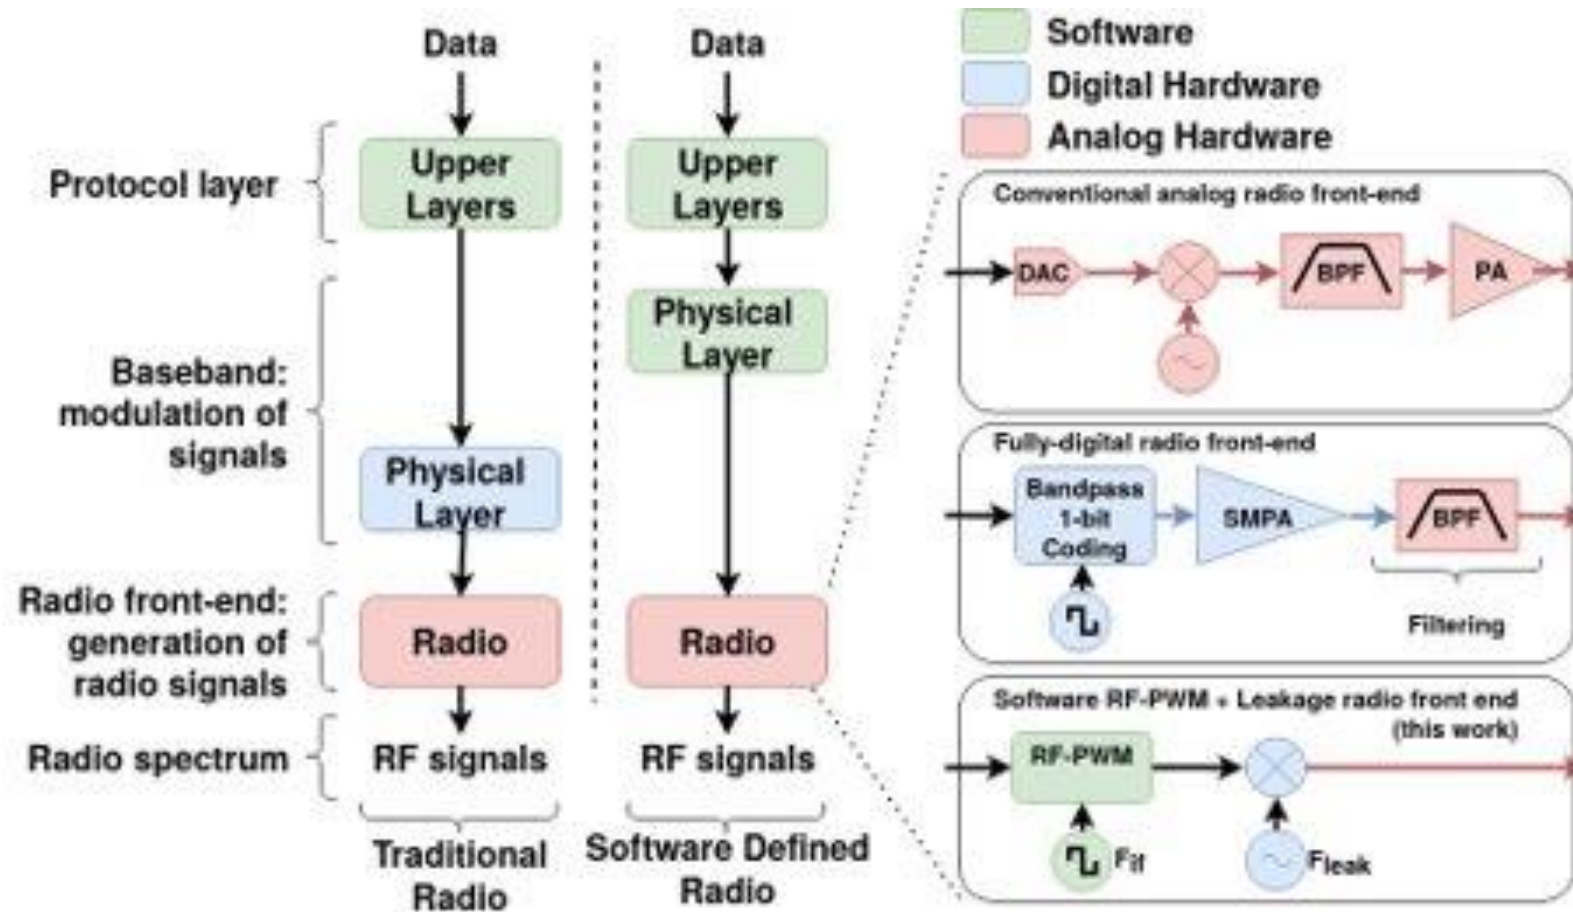 Data
Data
Software
Digital Hardware
Analog Hardware
Protocol layer
Upper
Layers
Upper
Layers
Physical
Layer
Baseband:
modulation of
signals
Physical
Layer
Radio front-end:
generation of
radio signals
Radio
Radio
Radio spectrum
RF signals
RF signals
Traditional
Radio
Software Defined
Radio
Conventional analog radio front-end
DAC
BPF
PA
Fully-digital radio front-end
Bandpass
1-bit
Coding
SMPA
BPF
Filtering
Software RF-PWM + Leakage radio front end
(this work)
RF-PWM
Fif
Fleak